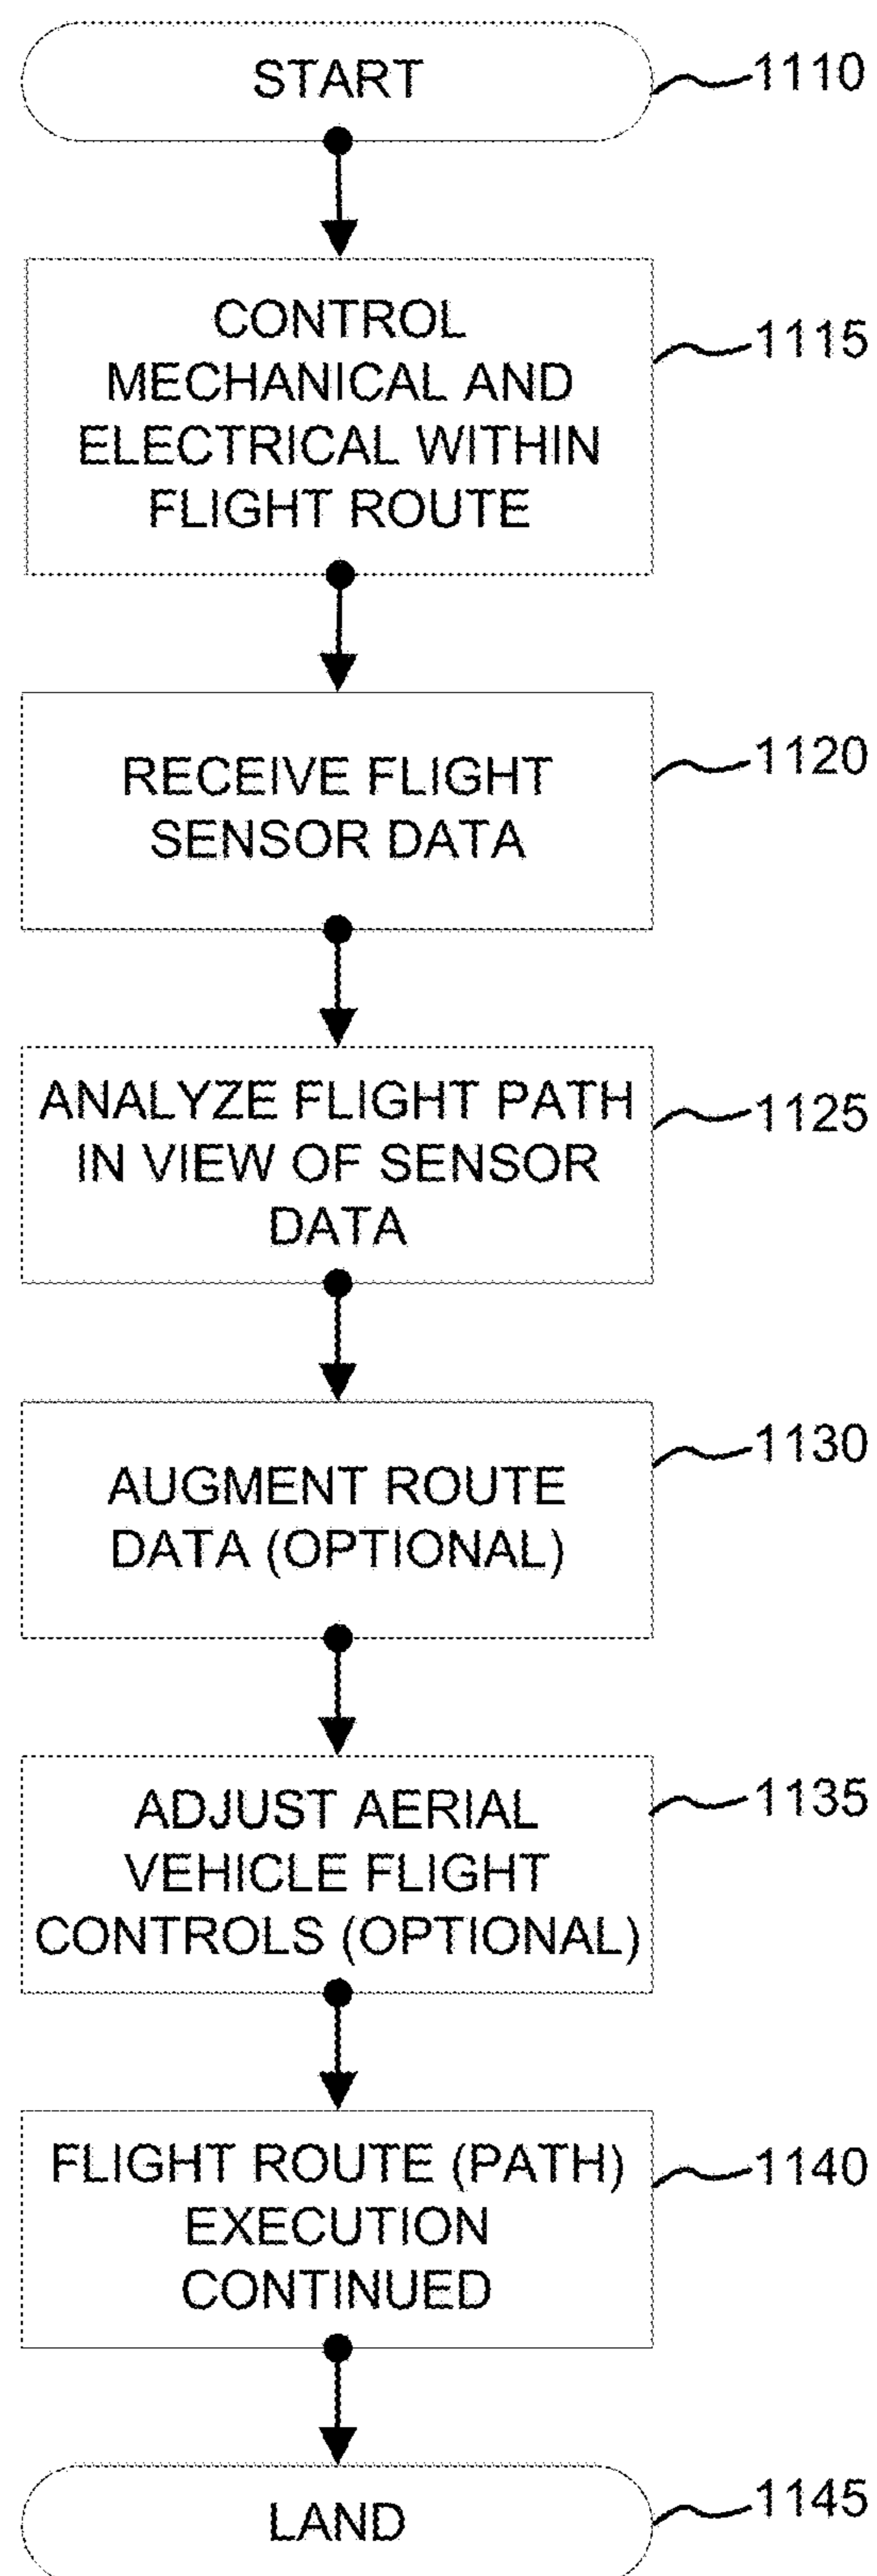 START
1110
CONTROL
MECHANICAL AND
ELECTRICAL WITHIN
FLIGHT ROUTE
1115
RECEIVE FLIGHT
SENSOR DATA
1120
ANALYZE FLIGHT PATH
IN VIEW OF SENSOR
DATA
1125
AUGMENT ROUTE
DATA (OPTIONAL)
1130
ADJUST AERIAL
VEHICLE FLIGHT
CONTROLS (OPTIONAL)
1135
FLIGHT ROUTE (PATH)
EXECUTION
CONTINUED
1140
LAND
1145